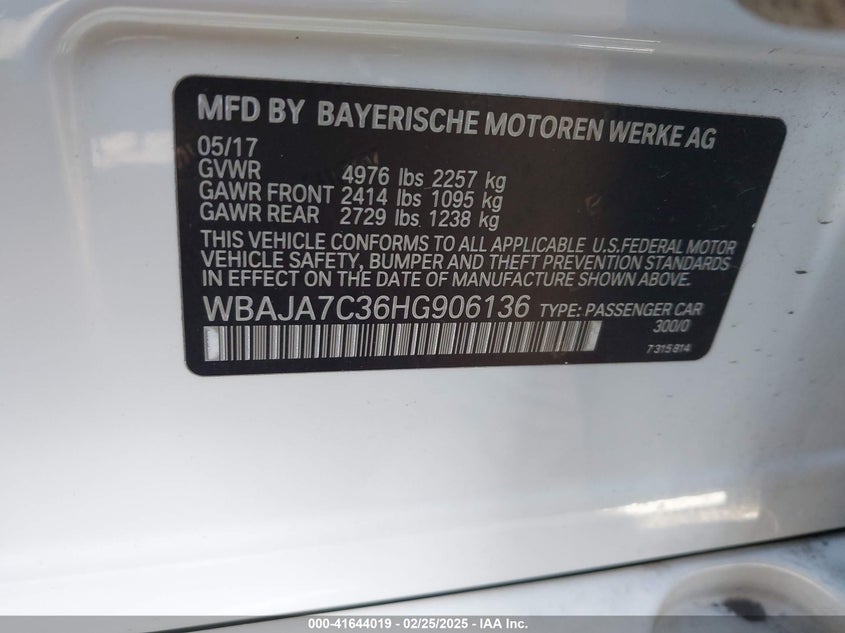 MFD BY BAYERISCHE MOTOREN WERKE AG
05/17
GVWR 4976 lbs 2257 kg
GAWR FRONT 2414 lbs 1095 kg
GAWR REAR 2729 lbs 1238 kg
THIS VEHICLE CONFORMS TO ALL APPLICABLE U.S.FEDERAL MOTOR
VEHICLE SAFETY, BUMPER AND THEFT PREVENTION STANDARDS
IN EFFECT ON THE DATE OF MANUFACTURE SHOWN ABOVE.
WBAJA7C36HG906136 TYPE: PASSENGER CAR
300/0
7315814
000-41644019 / 02/25/2025 - IAA Inc.